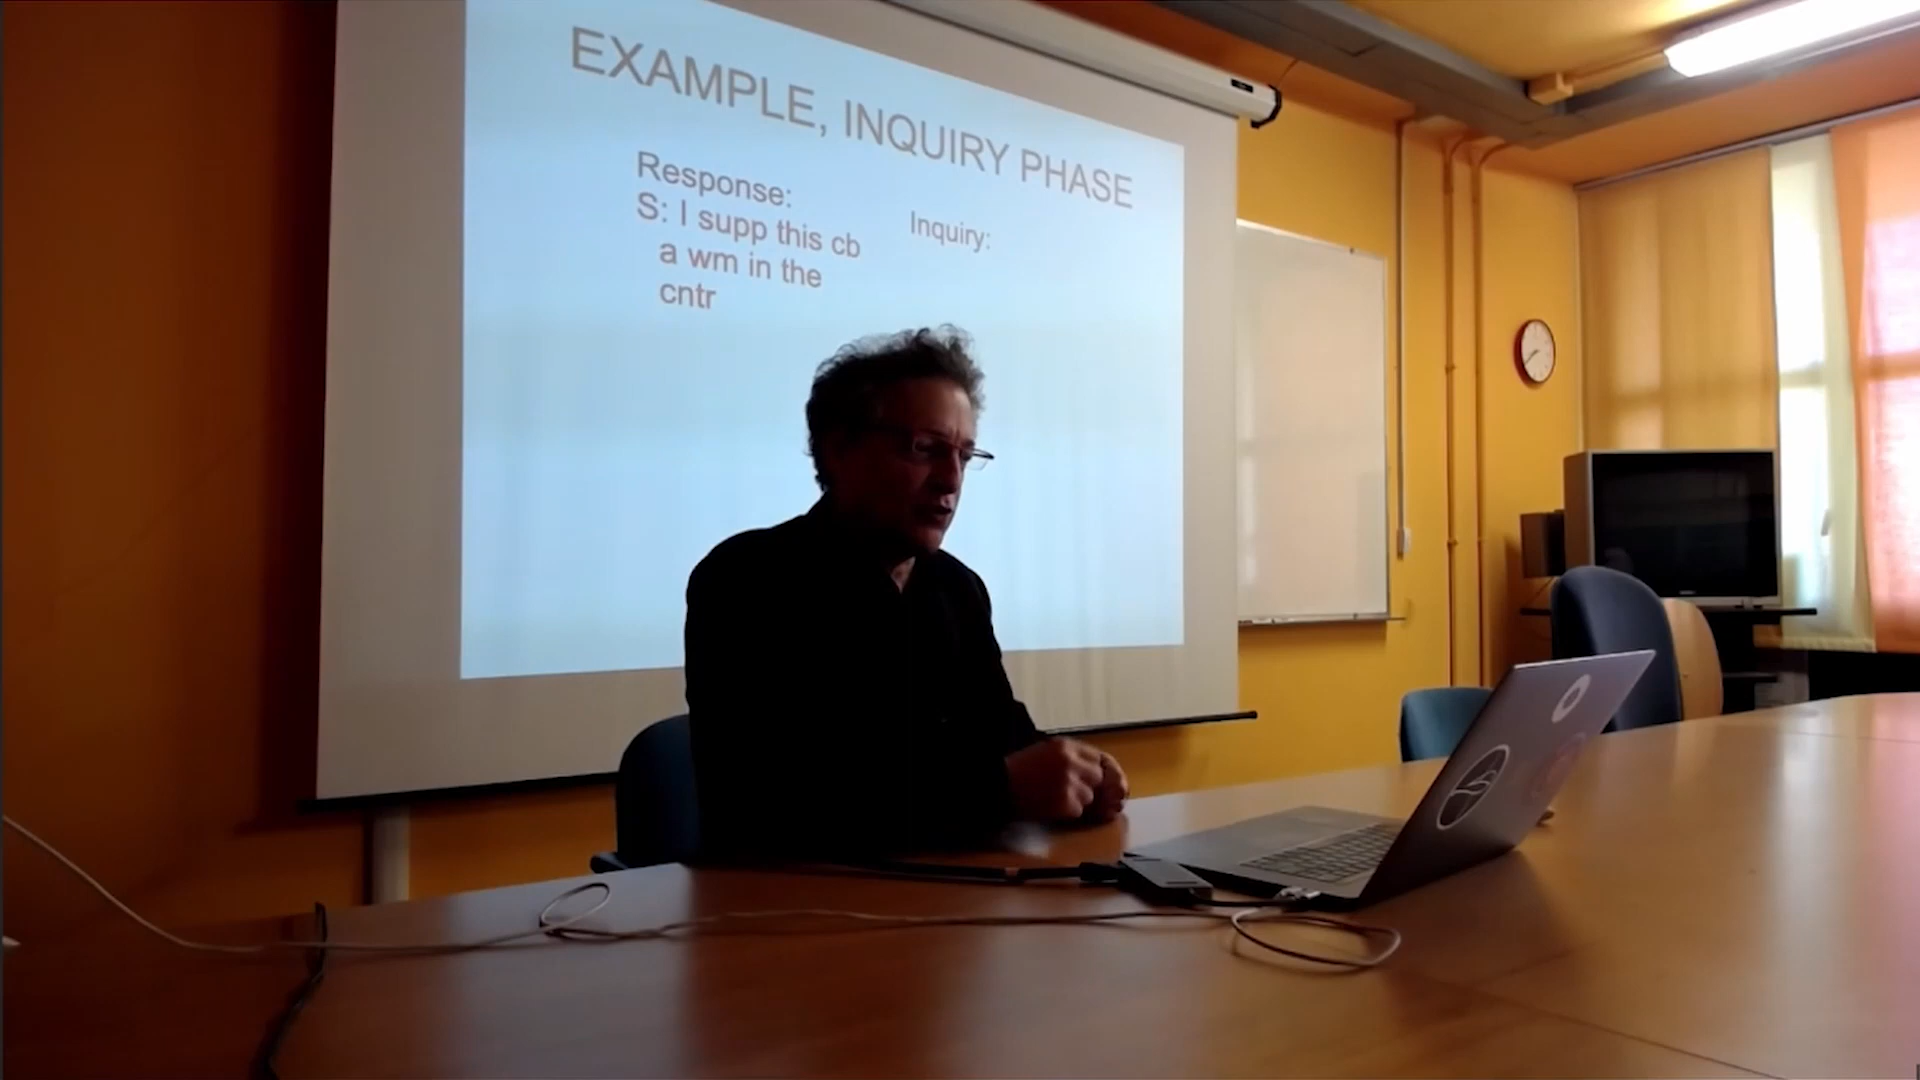 EXAMPLE, INQUIRY PHASE
Response:
S: I supp this cb
a wm in the
cntr
Inquiry: